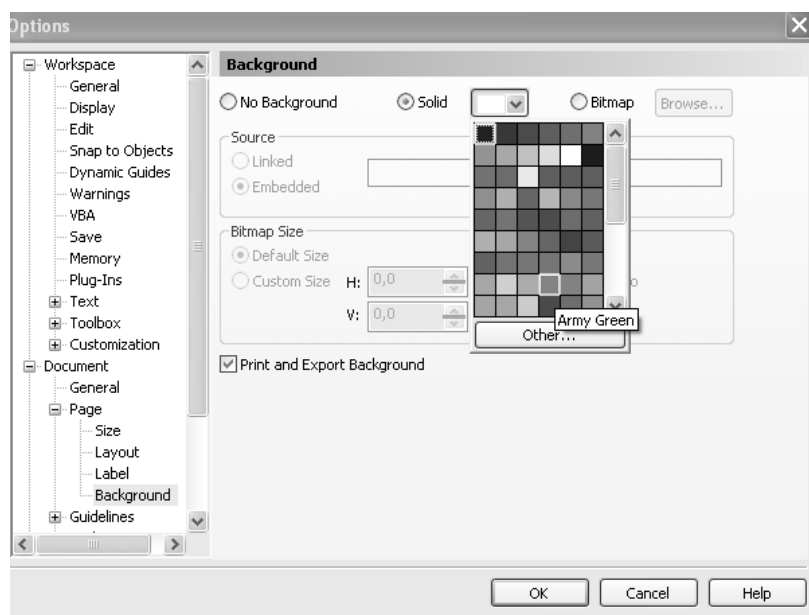 Options
Workspace
General
Display
Edit
Snap to Objects
Dynamic Guides
Warnings
VBA
Save
Memory
Plug-Ins
Text
Toolbox
Customization
Document
General
Page
Size
Layout
Label
Background
Guidelines
Background
No Background Solid Bitmap Browse...
Source
Linked
Embedded
Bitmap Size
Default Size
Custom Size H: 0,0
V: 0,0
Army Green
Other...
Print and Export Background
OK Cancel Help